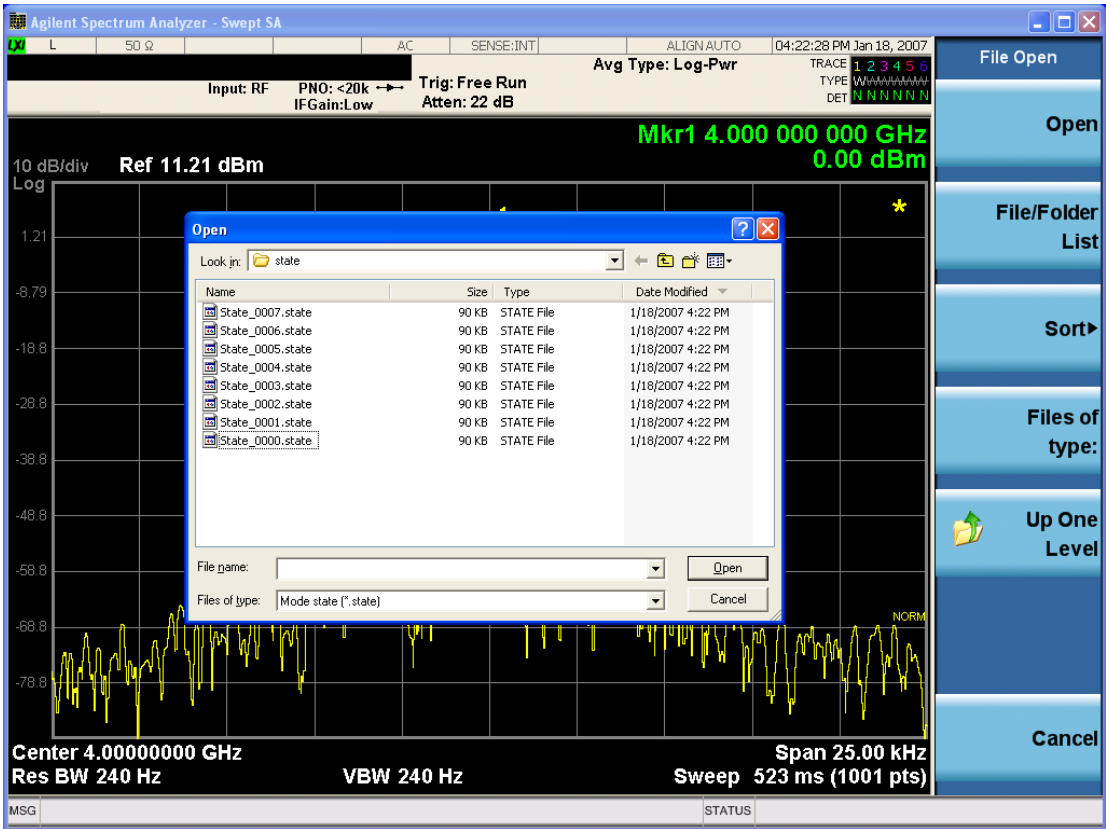 Agilent Spectrum Analyzer - Swept SA
LXI L 50 Ω AC SENSE:INT ALIGN AUTO 04:22:28 PM Jan 18, 2007
Input: RF PNO: <20k IFGain:Low
Trig: Free Run
Atten: 22 dB
Avg Type: Log-Pwr
TRACE 1 2 3 4 5 6
TYPE WWWWWW
DET N N N N N N
Mkr1 4.000 000 000 GHz
0.00 dBm
10 dB/div Ref 11.21 dBm
Log
1.21
-8.79
-18.8
-28.8
-38.8
-48.8
-58.8
-68.8
-78.8
Open
Look in: state
Name Size Type Date Modified
State_0007.state 90 KB STATE File 1/18/2007 4:22 PM
State_0006.state 90 KB STATE File 1/18/2007 4:22 PM
State_0005.state 90 KB STATE File 1/18/2007 4:22 PM
State_0004.state 90 KB STATE File 1/18/2007 4:22 PM
State_0003.state 90 KB STATE File 1/18/2007 4:22 PM
State_0002.state 90 KB STATE File 1/18/2007 4:22 PM
State_0001.state 90 KB STATE File 1/18/2007 4:22 PM
State_0000.state 90 KB STATE File 1/18/2007 4:22 PM
File name: Open
Files of type: Mode state (*.state) Cancel
NORM
Center 4.00000000 GHz Span 25.00 kHz
Res BW 240 Hz VBW 240 Hz Sweep 523 ms (1001 pts)
MSG STATUS
File Open
Open
File/Folder
List
Sort
Files of
type:
Up One
Level
Cancel